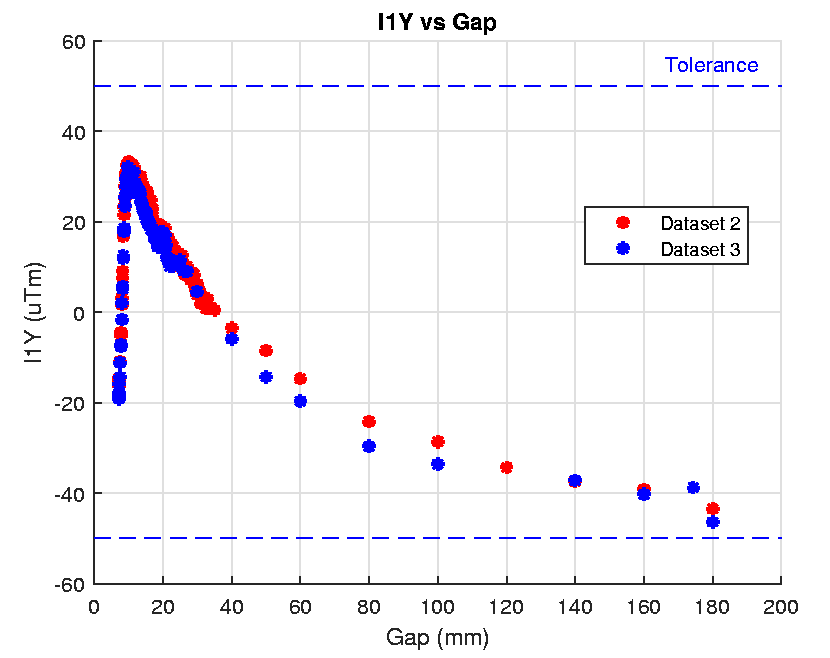 I1Y vs Gap
60
Tolerance
40
20
Dataset 2
Dataset 3
0
-20
-40
-60
I1Y (uTm)
0 20 40 60 80 100 120 140 160 180 200
Gap (mm)